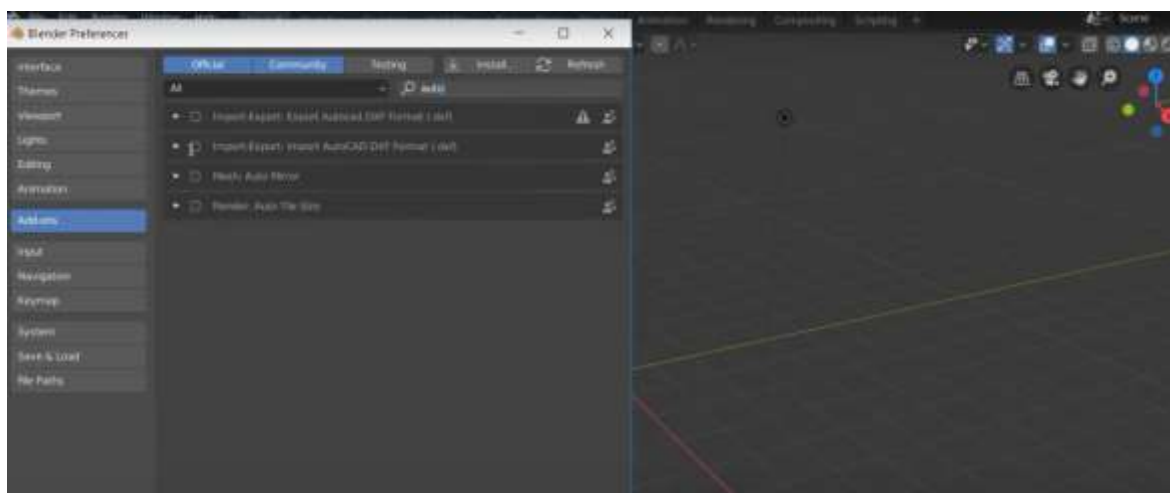 Blender Preferences
Animation Rendering Compositing Scripting +
Scene
Interface
Themes
Viewport
Lights
Editing
Animation
Add-ons
Input
Navigation
Keymap
System
Save & Load
File Paths
Official Community Testing Install... Refresh
All
auto
Import-Export: Export Autocad DXF Format (.dxf)
Import-Export: Import AutoCAD DXF Format (.dxf)
Mesh: Auto Mirror
Render: Auto Tile Size